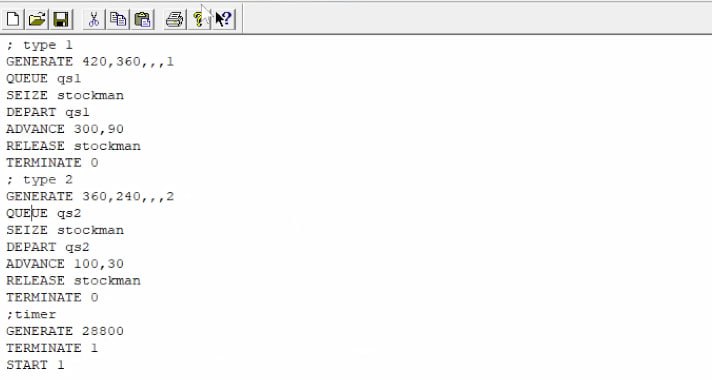 ; type 1
GENERATE 420,360,,,1
QUEUE qs1
SEIZE stockman
DEPART qs1
ADVANCE 300,90
RELEASE stockman
TERMINATE 0
; type 2
GENERATE 360,240,,,2
QUEUE qs2
SEIZE stockman
DEPART qs2
ADVANCE 100,30
RELEASE stockman
TERMINATE 0
;timer
GENERATE 28800
TERMINATE 1
START 1